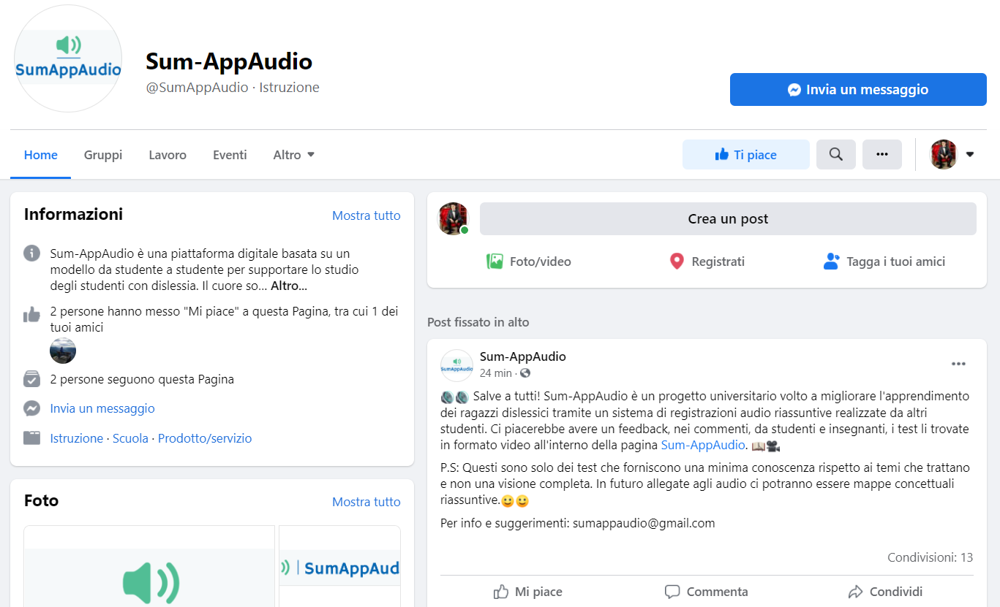 SumAppAudio
Sum-AppAudio
@SumAppAudio · Istruzione
Invia un messaggio
Home Gruppi Lavoro Eventi Altro
Ti piace
Informazioni Mostra tutto
Sum-AppAudio è una piattaforma digitale basata su un
modello da studente a studente per supportare lo studio
degli studenti con dislessia. Il cuore so... Altro...
2 persone hanno messo "Mi piace" a questa Pagina, tra cui 1 dei
tuoi amici
2 persone seguono questa Pagina
Invia un messaggio
Istruzione · Scuola · Prodotto/servizio
Foto Mostra tutto
SumAppAud
Crea un post
Foto/video Registrati Tagga i tuoi amici
Post fissato in alto
SumAppAudio
Sum-AppAudio
24 min ·
Salve a tutti! Sum-AppAudio è un progetto universitario volto a migliorare l'apprendimento
dei ragazzi dislessici tramite un sistema di registrazioni audio riassuntive realizzate da altri
studenti. Ci piacerebbe avere un feedback, nei commenti, da studenti e insegnanti, i test li trovate
in formato video all'interno della pagina Sum-AppAudio. 📖🎥
P.S: Questi sono solo dei test che forniscono una minima conoscenza rispetto ai temi che trattano
e non una visione completa. In futuro allegate agli audio ci potranno essere mappe concettuali
riassuntive.🙂🙂
Per info e suggerimenti: sumappaudio@gmail.com
Condivisioni: 13
Mi piace Commenta Condividi